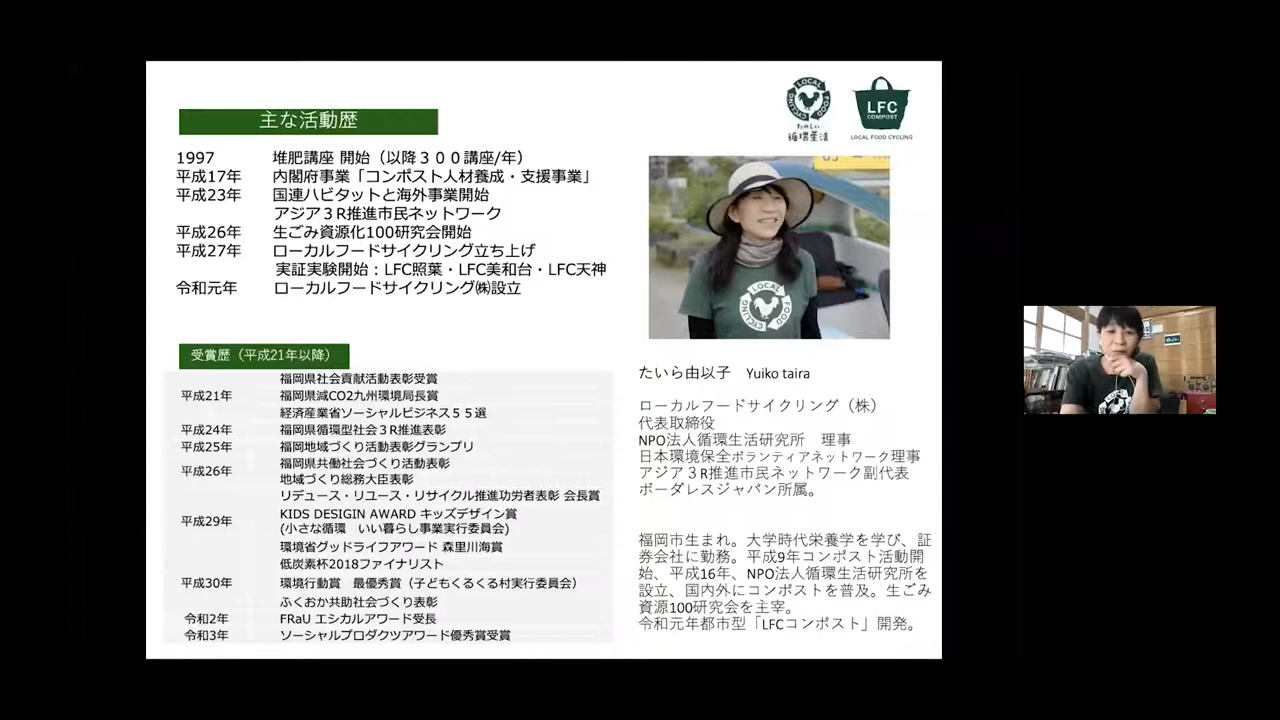 主な活動歴
1997 堆肥講座 開始（以降３００講座/年）
平成17年 内閣府事業「コンポスト人材養成・支援事業」
平成23年 国連ハビタットと海外事業開始
アジア３R推進市民ネットワーク
平成26年 生ごみ資源化100研究会開始
平成27年 ローカルフードサイクリング立ち上げ
実証実験開始：LFC照葉・LFC美和台・LFC天神
令和元年 ローカルフードサイクリング㈱設立
受賞歴（平成21年以降）
福岡県社会貢献活動表彰受賞
平成21年 福岡県減CO2九州環境局長賞
経済産業省ソーシャルビジネス５５選
平成24年 福岡県循環型社会３R推進表彰
平成25年 福岡地域づくり活動表彰グランプリ
平成26年 福岡県共働社会づくり活動表彰
地域づくり総務大臣表彰
リデュース・リユース・リサイクル推進功労者表彰 会長賞
平成29年 KIDS DESIGIN AWARD キッズデザイン賞
(小さな循環　いい暮らし事業実行委員会)
環境省グッドライフアワード 森里川海賞
低炭素杯2018ファイナリスト
平成30年 環境行動賞　最優秀賞（子どもくるくる村実行委員会）
ふくおか共助社会づくり表彰
令和2年 FRaU エシカルアワード受長
令和3年 ソーシャルプロダクツアワード優秀賞受賞
LOCAL FOOD CYCLING
たのしい
循環生活
LFC
COMPOST
LOCAL FOOD CYCLING
LOCAL FOOD CYCLING
たいら由以子　Yuiko taira
ローカルフードサイクリング（株）
代表取締役
NPO法人循環生活研究所　理事
日本環境保全ボランティアネットワーク理事
アジア３R推進市民ネットワーク副代表
ボーダレスジャパン所属。
福岡市生まれ。大学時代栄養学を学び、証
券会社に勤務。平成9年コンポスト活動開
始、平成16年、NPO法人循環生活研究所を
設立、国内外にコンポストを普及。生ごみ
資源100研究会を主宰。
令和元年都市型「LFCコンポスト」開発。